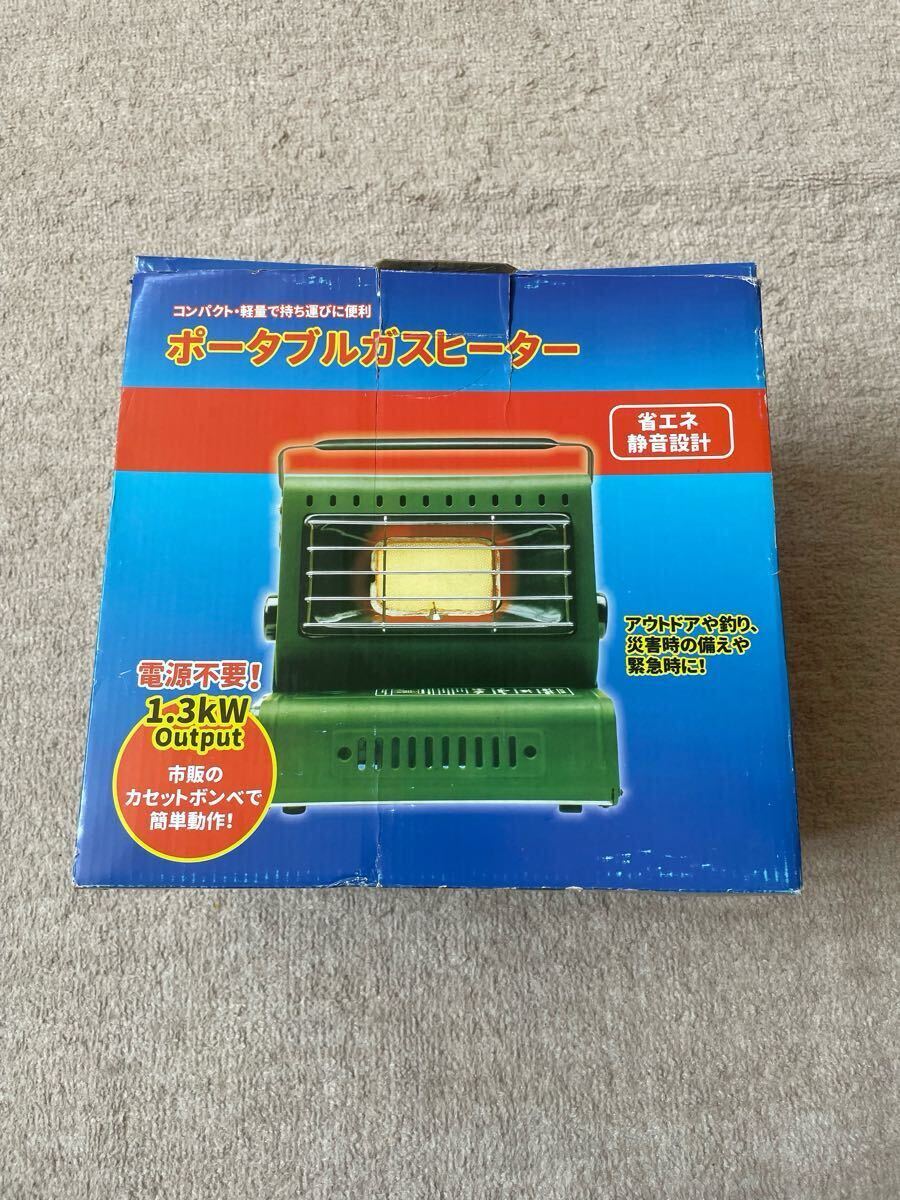 コンパクト・軽量で持ち運びに便利
ポータブルガスヒーター
省エネ
静音設計
アウトドアや釣り、
災害時の備えや
緊急時に!
電源不要!
1.3kW
Output
市販の
カセットボンベで
簡単動作!